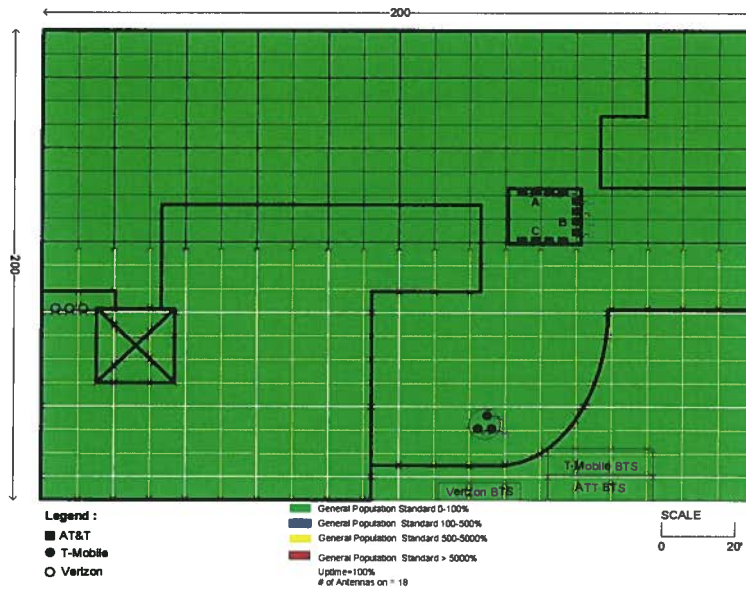 200
200
A
B
C
T-Mobile BTS
Verizon BTS
ATT BTS
Legend :
AT&T
T-Mobile
Verizon
General Population Standard 0-100%
General Population Standard 100-500%
General Population Standard 500-5000%
General Population Standard > 5000%
Uptime=100%
# of Antennas on = 18
SCALE
0 20'